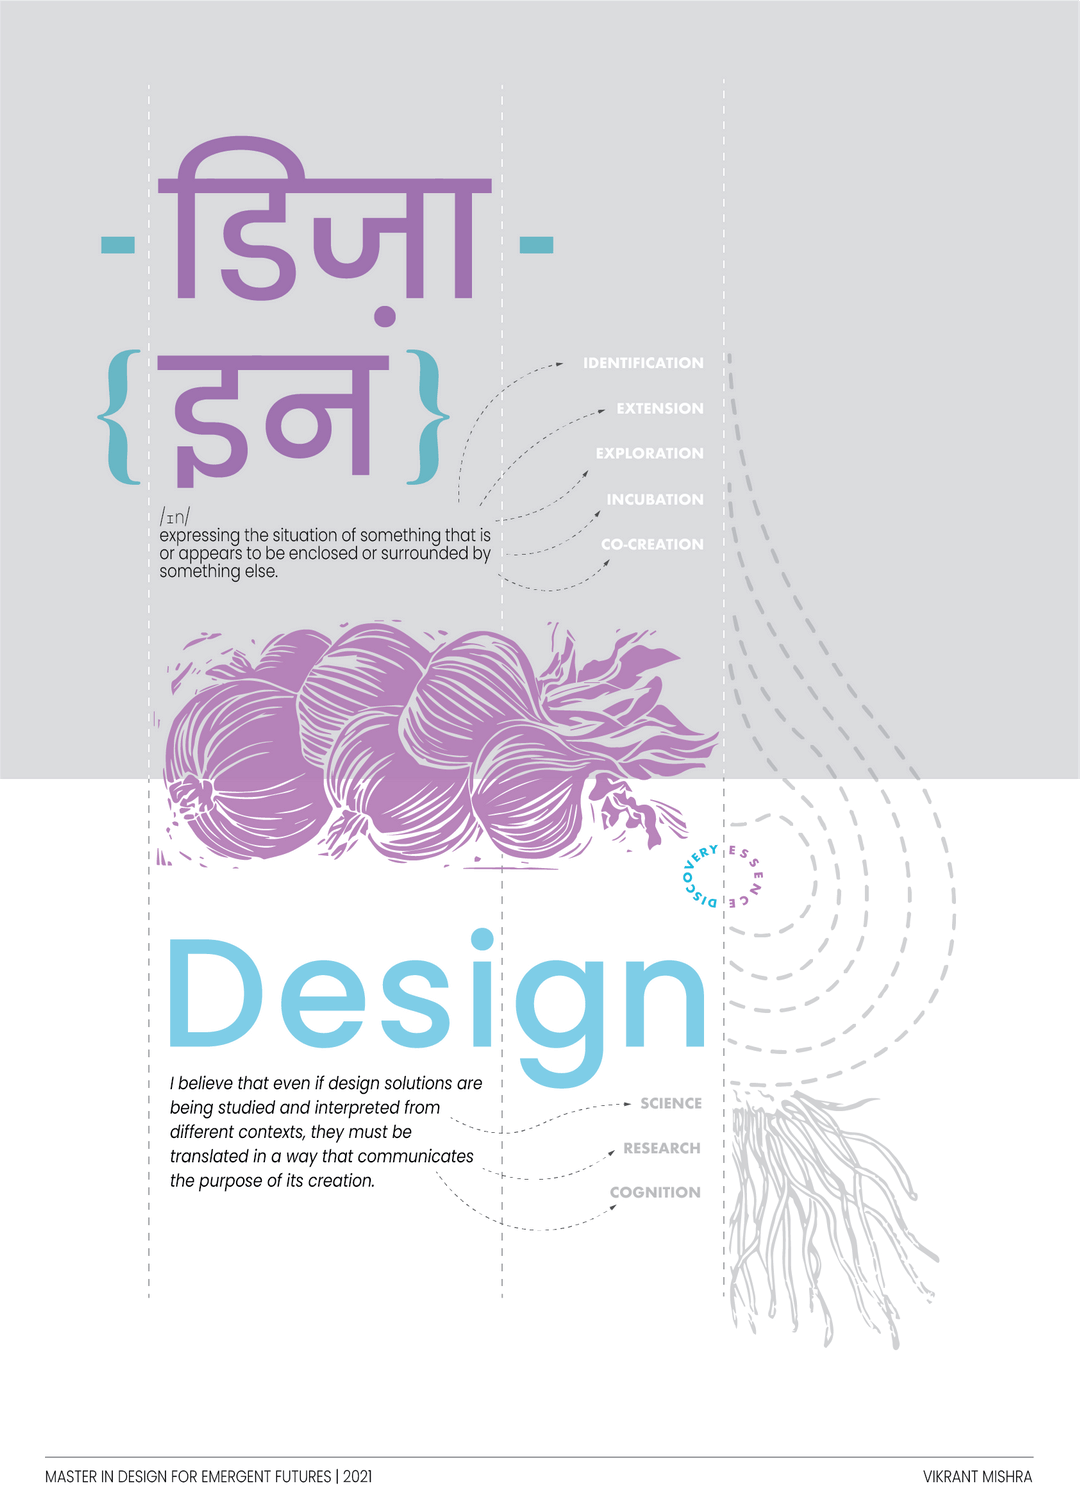 - डिज़ा -
{ इन }
/ɪn/
expressing the situation of something that is
or appears to be enclosed or surrounded by
something else.
IDENTIFICATION
EXTENSION
EXPLORATION
INCUBATION
CO-CREATION
DISCOVERY ESSENCE
Design
I believe that even if design solutions are
being studied and interpreted from
different contexts, they must be
translated in a way that communicates
the purpose of its creation.
SCIENCE
RESEARCH
COGNITION
MASTER IN DESIGN FOR EMERGENT FUTURES | 2021
VIKRANT MISHRA